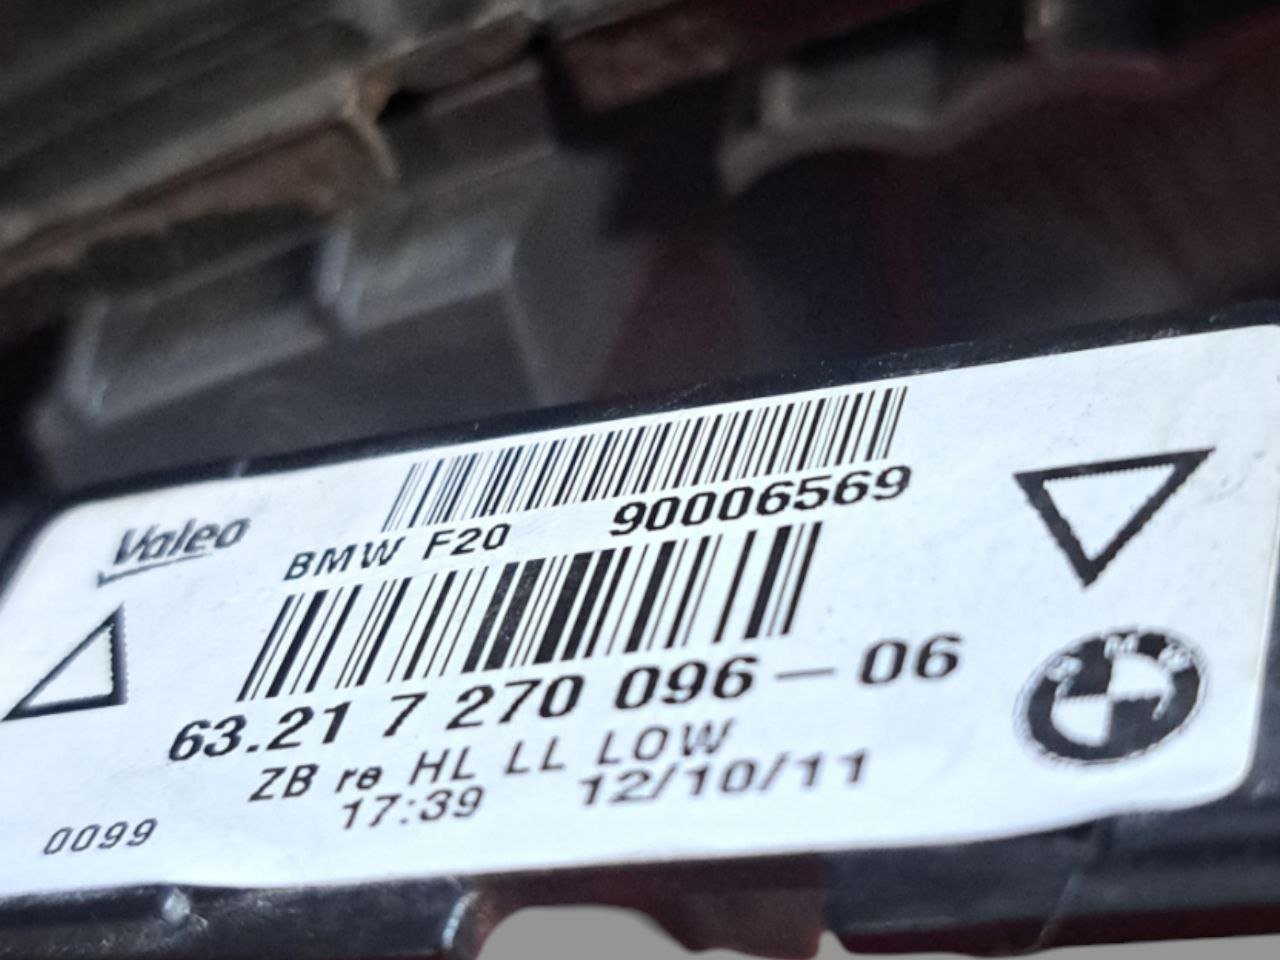 Valeo
BMW F20 90006569
63.21 7 270 096-06
ZB re HL LL LOW
17:39 12/10/11
0099
BMW